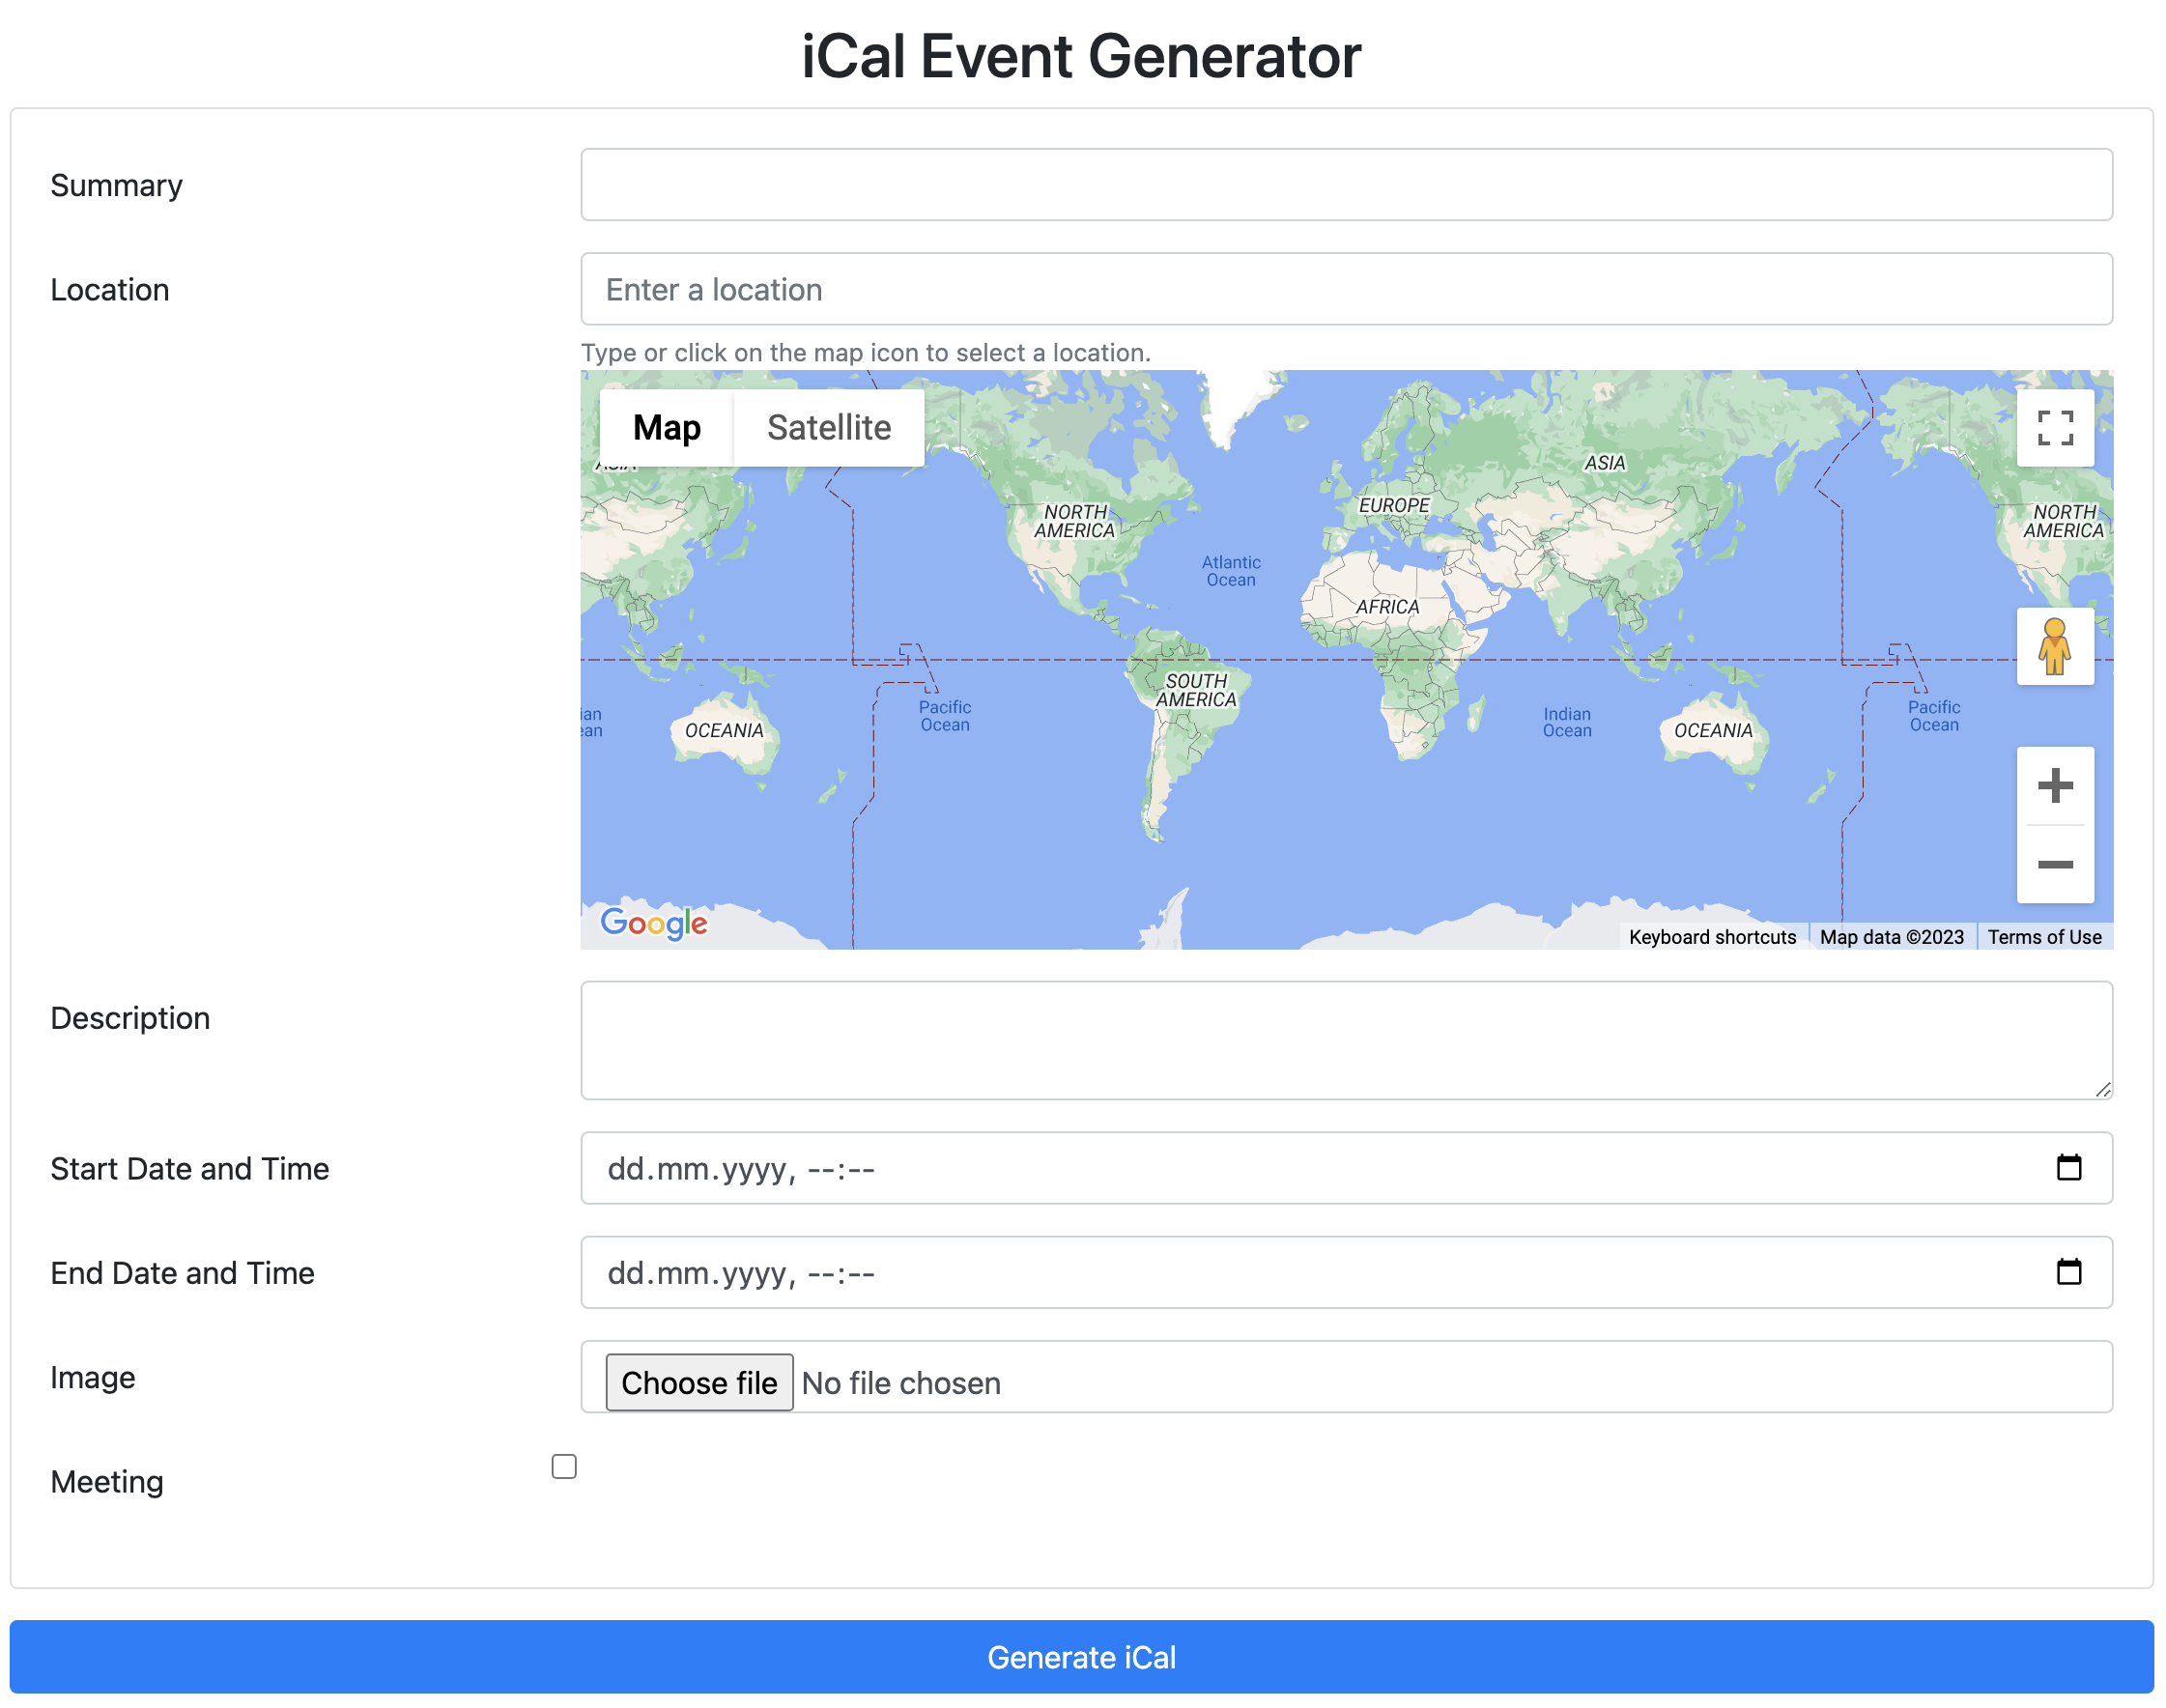 iCal Event Generator
Summary
Location
Enter a location
Type or click on the map icon to select a location.
Map
Satellite
ASIA
NORTH
AMERICA
EUROPE
ASIA
NORTH
AMERICA
Atlantic
Ocean
AFRICA
SOUTH
AMERICA
OCEANIA
Pacific
Ocean
Indian
Ocean
OCEANIA
Pacific
Ocean
Google
Keyboard shortcuts
Map data ©2023
Terms of Use
Description
Start Date and Time
dd.mm.yyyy, --:--
End Date and Time
dd.mm.yyyy, --:--
Image
Choose file
No file chosen
Meeting
Generate iCal